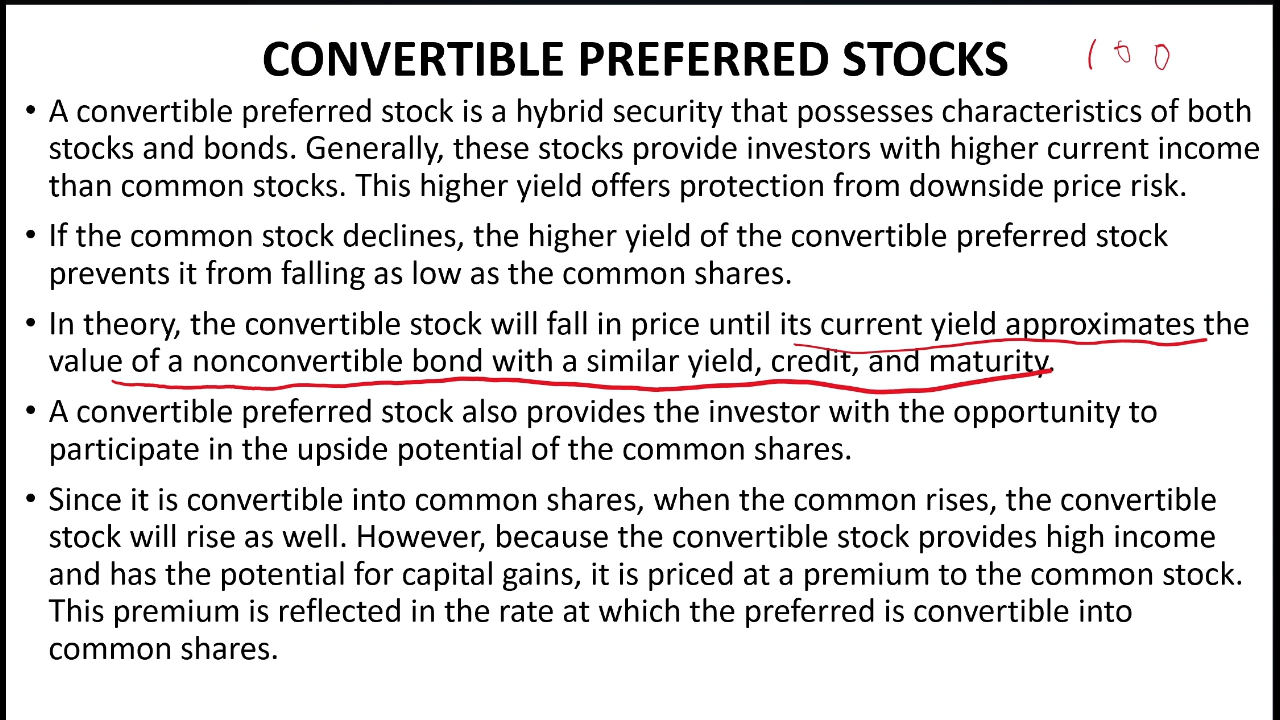 CONVERTIBLE PREFERRED STOCKS 100
• A convertible preferred stock is a hybrid security that possesses characteristics of both
stocks and bonds. Generally, these stocks provide investors with higher current income
than common stocks. This higher yield offers protection from downside price risk.
• If the common stock declines, the higher yield of the convertible preferred stock
prevents it from falling as low as the common shares.
• In theory, the convertible stock will fall in price until its current yield approximates the
value of a nonconvertible bond with a similar yield, credit, and maturity.
• A convertible preferred stock also provides the investor with the opportunity to
participate in the upside potential of the common shares.
• Since it is convertible into common shares, when the common rises, the convertible
stock will rise as well. However, because the convertible stock provides high income
and has the potential for capital gains, it is priced at a premium to the common stock.
This premium is reflected in the rate at which the preferred is convertible into
common shares.